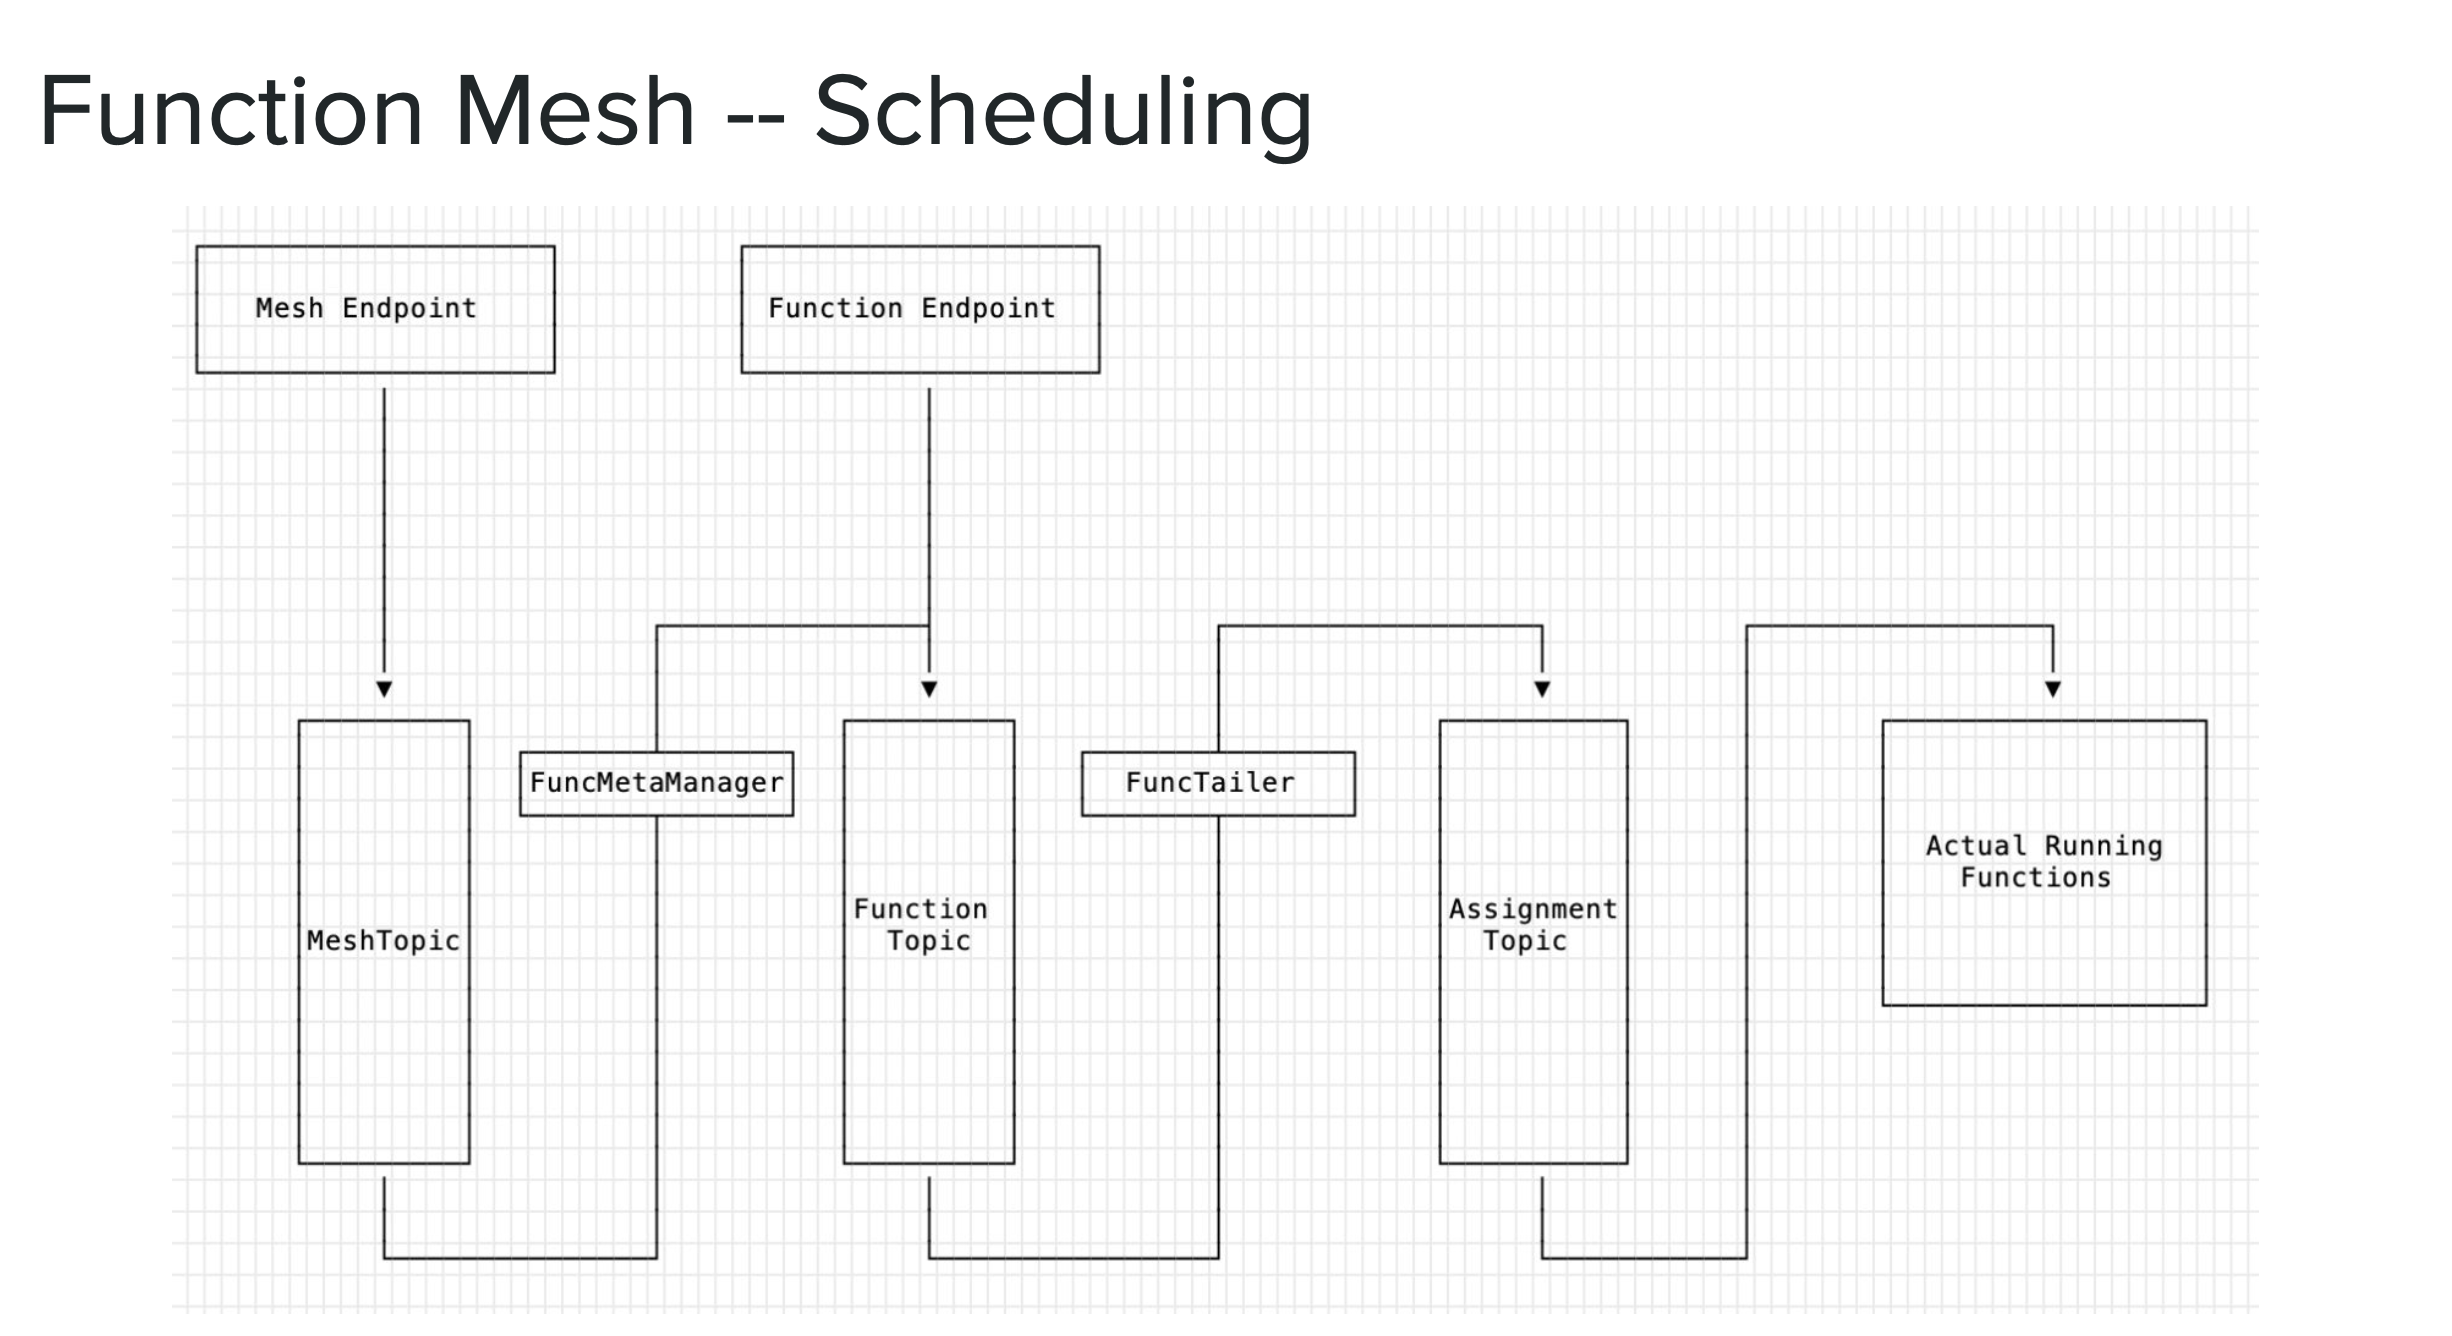 Function Mesh -- Scheduling
Mesh Endpoint
Function Endpoint
FuncMetaManager
FuncTailer
MeshTopic
Function
Topic
Assignment
Topic
Actual Running
Functions